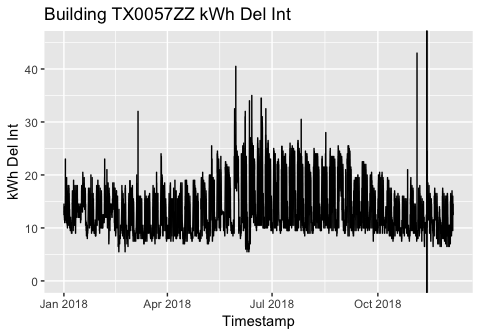 Building TX0057ZZ kWh Del Int
kWh Del Int
40
30
20
10
0
Jan 2018
Apr 2018
Jul 2018
Oct 2018
Timestamp